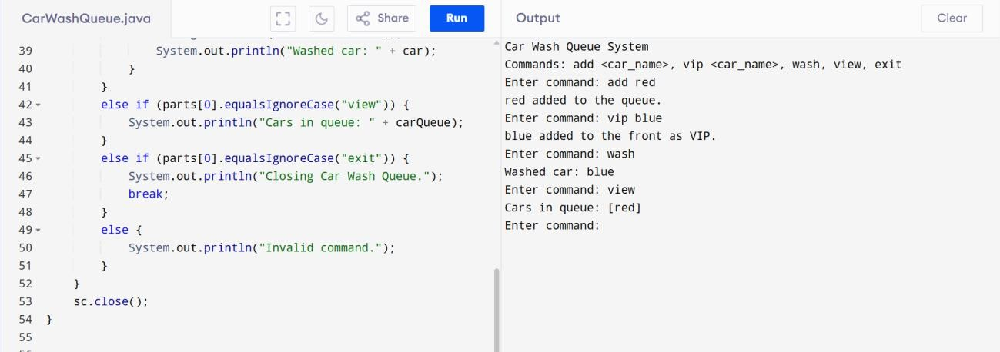 CarWashQueue.java
Share
Run
39 System.out.println("Washed car: " + car);
40 }
41 }
42 else if (parts[0].equalsIgnoreCase("view")) {
43 System.out.println("Cars in queue: " + carQueue);
44 }
45 else if (parts[0].equalsIgnoreCase("exit")) {
46 System.out.println("Closing Car Wash Queue.");
47 break;
48 }
49 else {
50 System.out.println("Invalid command.");
51 }
52 }
53 sc.close();
54 }
55
Output
Clear
Car Wash Queue System
Commands: add <car_name>, vip <car_name>, wash, view, exit
Enter command: add red
red added to the queue.
Enter command: vip blue
blue added to the front as VIP.
Enter command: wash
Washed car: blue
Enter command: view
Cars in queue: [red]
Enter command: